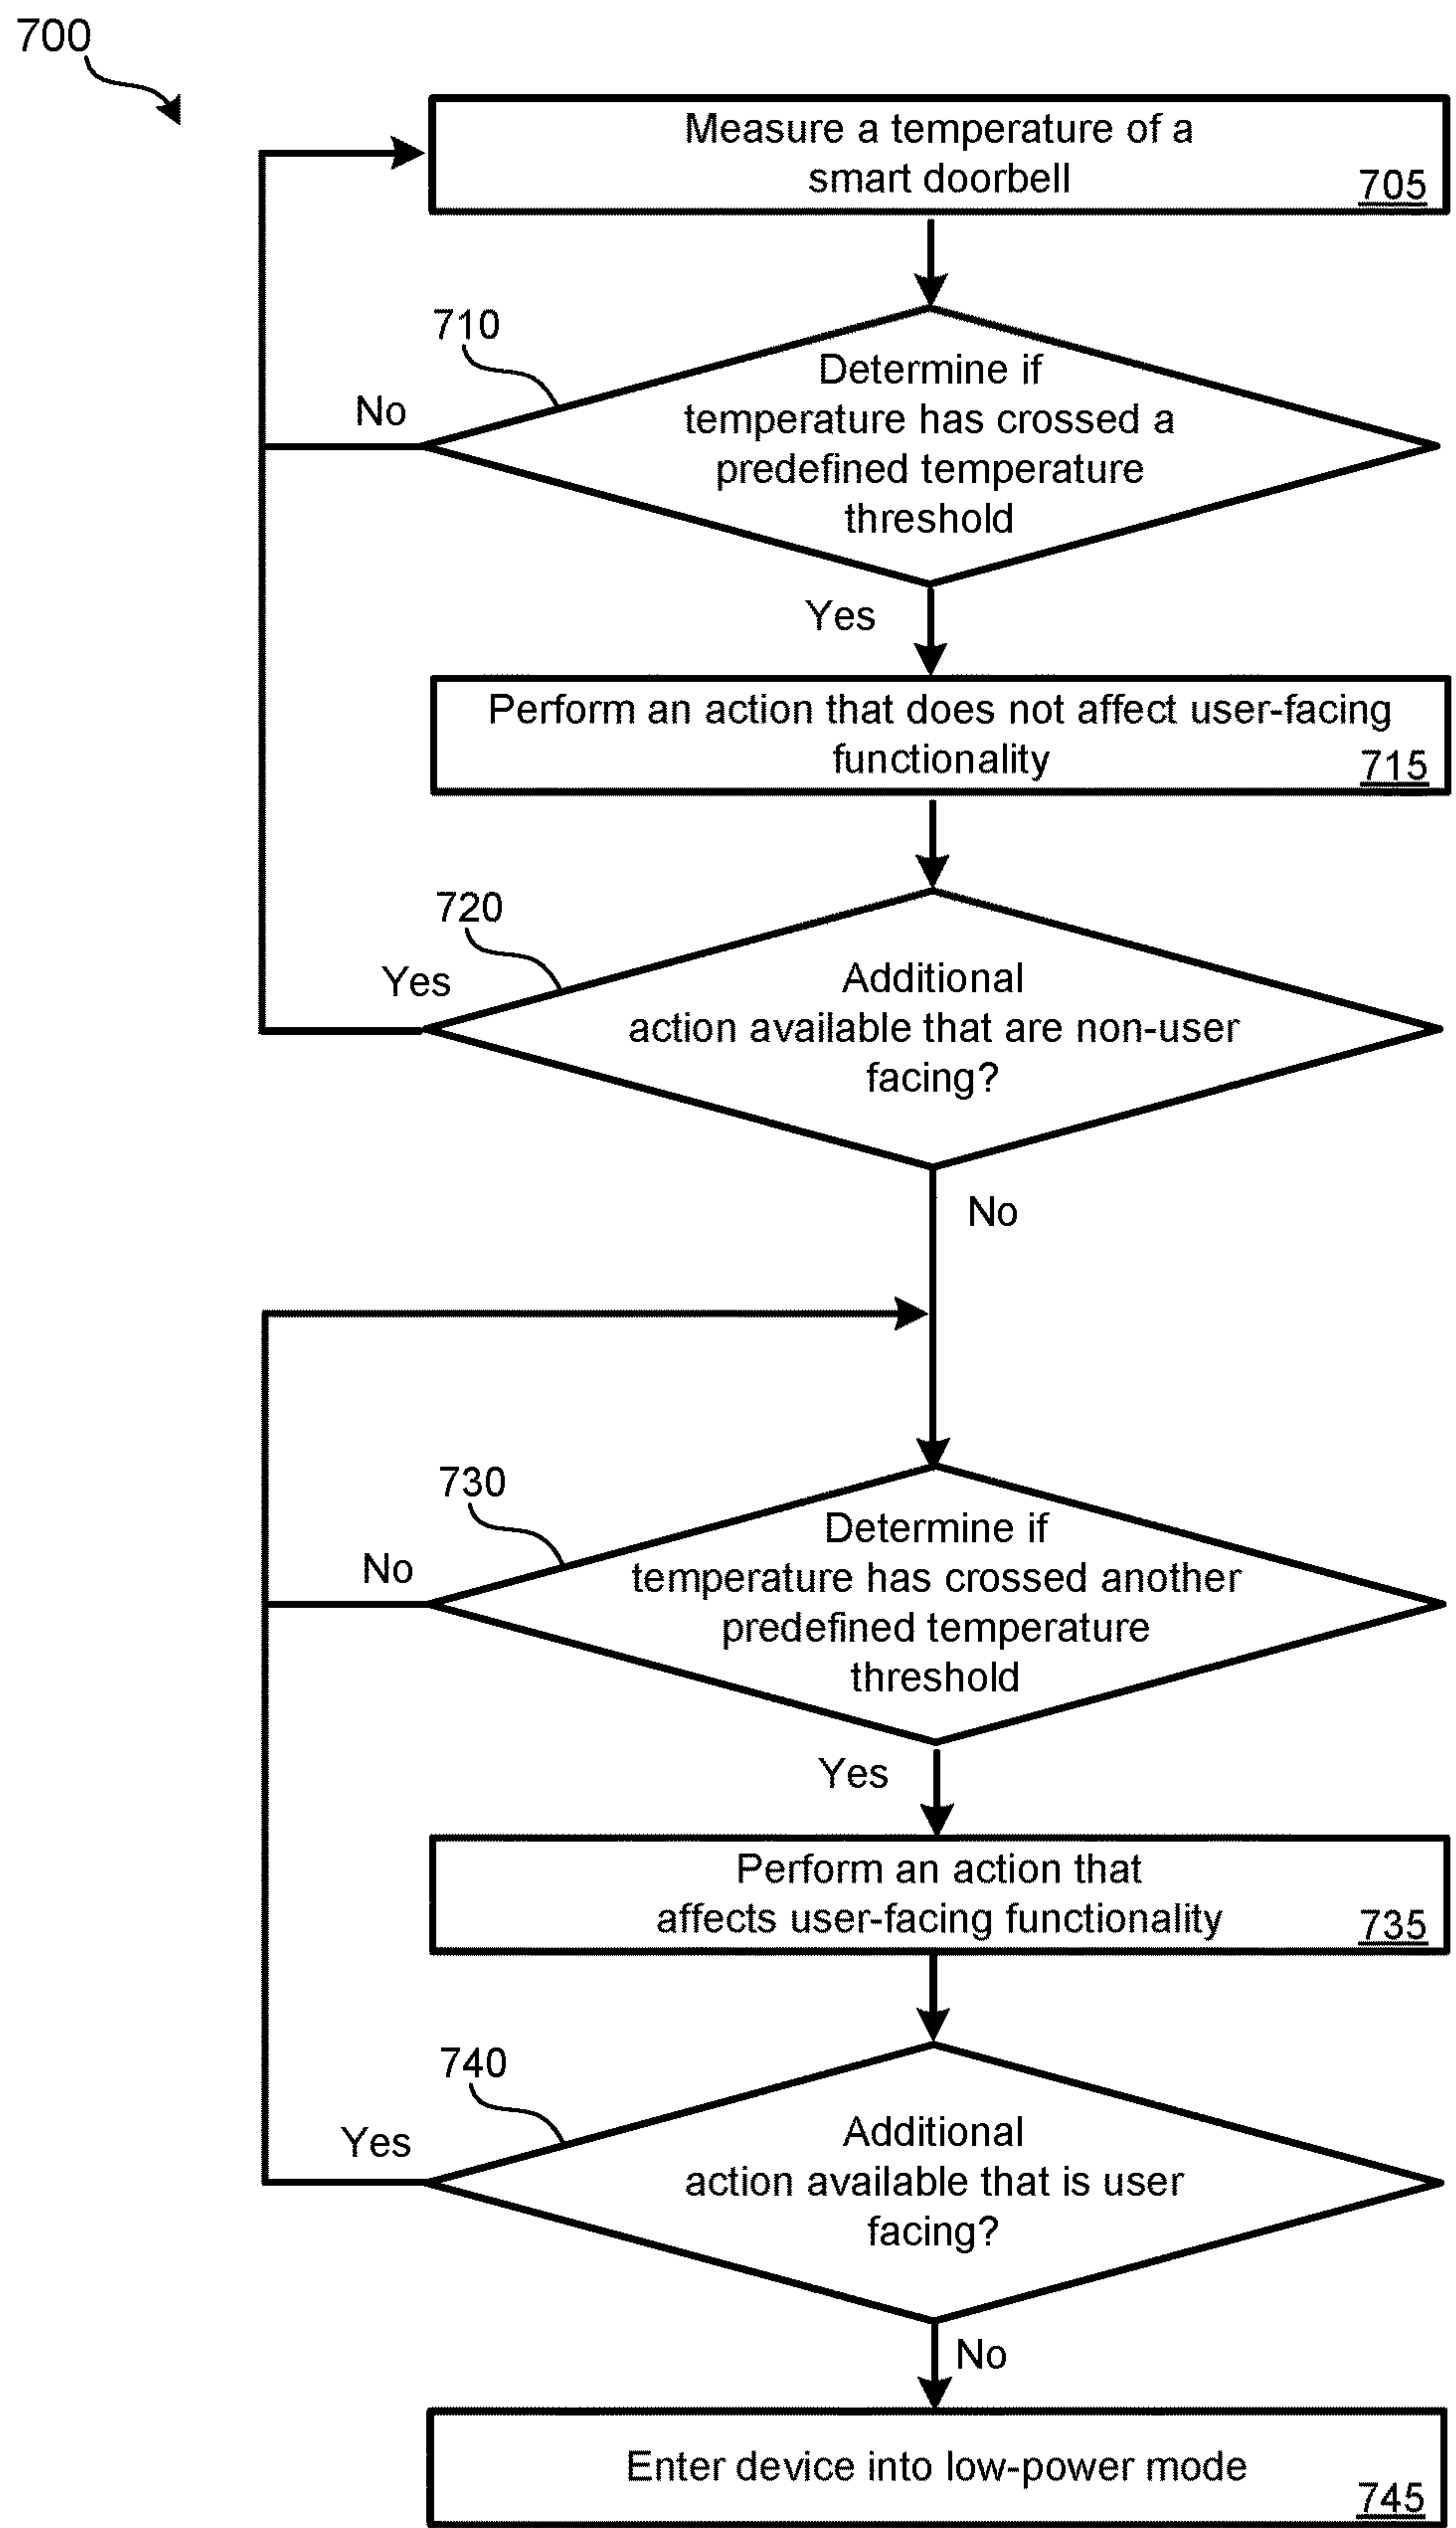 700
Measure a temperature of a
smart doorbell
705
710
Determine if
temperature has crossed a
predefined temperature
threshold
No
Yes
Perform an action that does not affect user-facing
functionality
715
720
Additional
action available that are non-user
facing?
Yes
No
730
Determine if
temperature has crossed another
predefined temperature
threshold
No
Yes
Perform an action that
affects user-facing functionality
735
740
Additional
action available that is user
facing?
Yes
No
Enter device into low-power mode
745